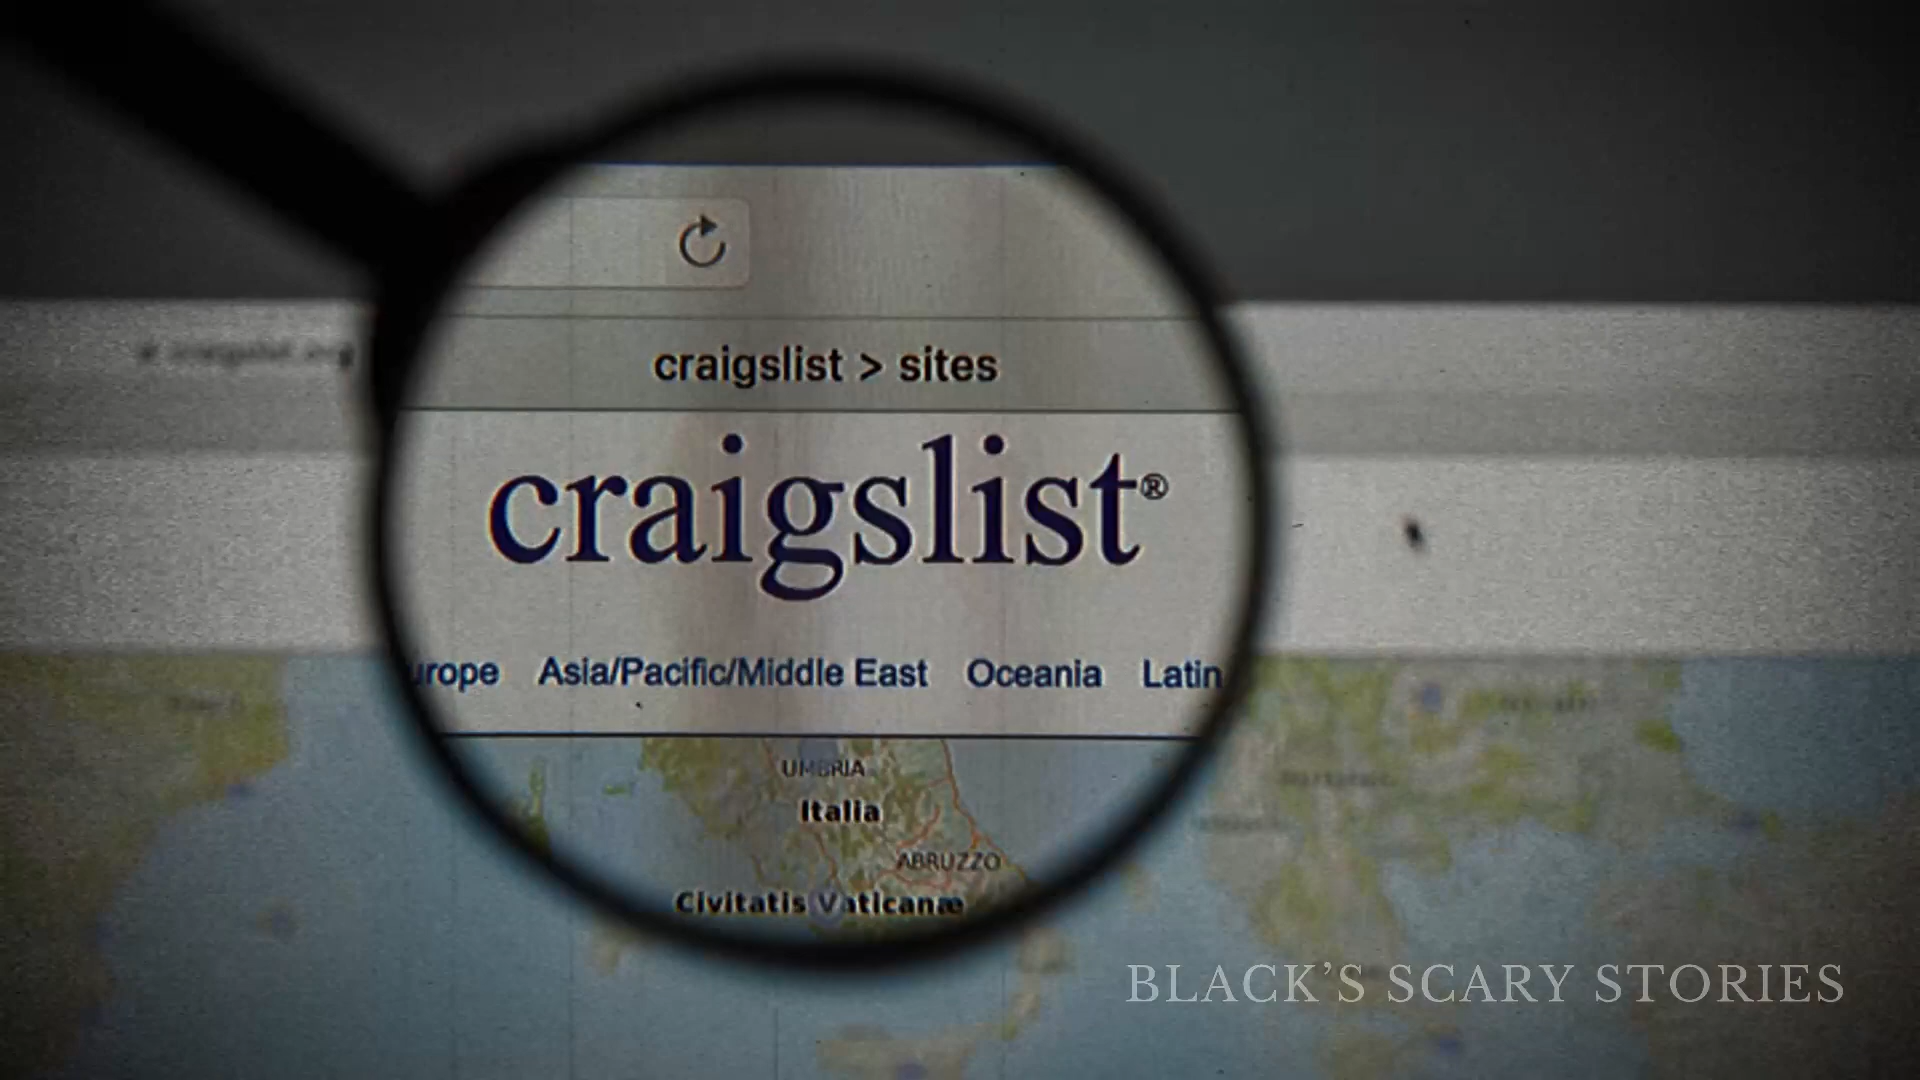 craigslist > sites
craigslist®
urope Asia/Pacific/Middle East Oceania Latin
UMBRIA
Italia
ABRUZZO
Civitatis Vaticanæ
BLACK'S SCARY STORIES